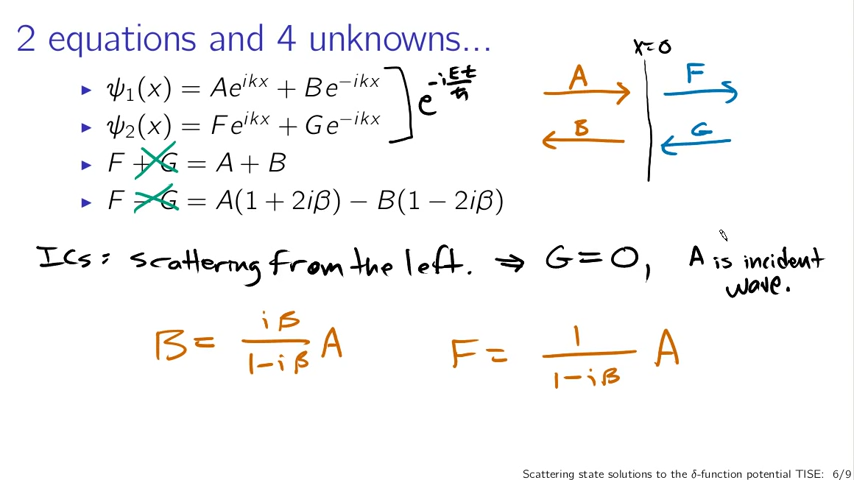 2 equations and 4 unknowns...
x=0
▸ ψ₁(x) = Ae^{ikx} + Be^{−ikx}
▸ ψ₂(x) = Fe^{ikx} + Ge^{−ikx}
e^{-iEt/ħ}
A F
B G
▸ F + G = A + B
▸ F − G = A(1 + 2iβ) − B(1 − 2iβ)
ICs: scattering from the left. ⇒ G=0, A is incident
wave.
B = iβ/(1-iβ) A F = 1/(1-iβ) A
Scattering state solutions to the δ-function potential TISE: 6/9